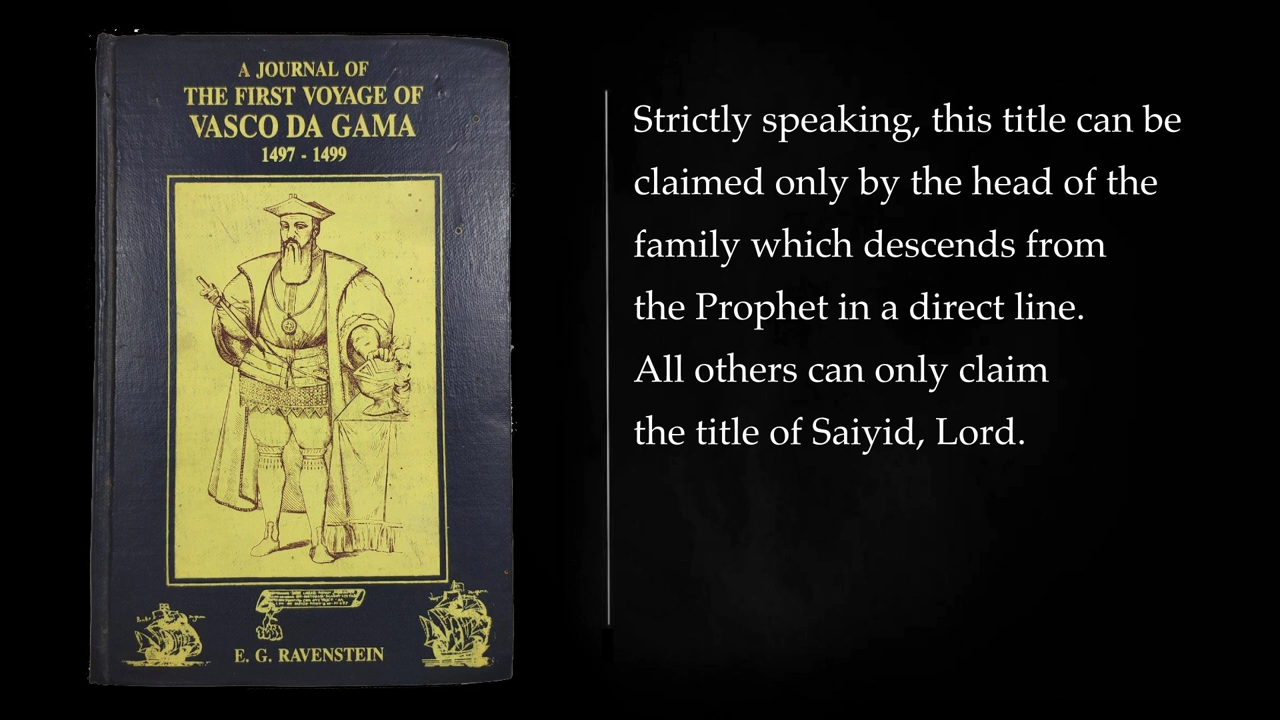 A JOURNAL OF
THE FIRST VOYAGE OF
VASCO DA GAMA
1497 - 1499
E. G. RAVENSTEIN
Strictly speaking, this title can be
claimed only by the head of the
family which descends from
the Prophet in a direct line.
All others can only claim
the title of Saiyid, Lord.